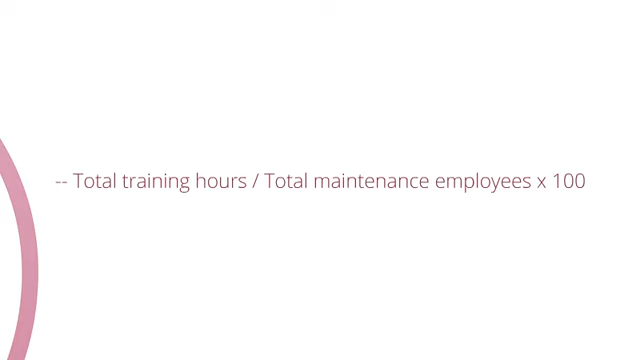 -- Total training hours / Total maintenance employees x 100